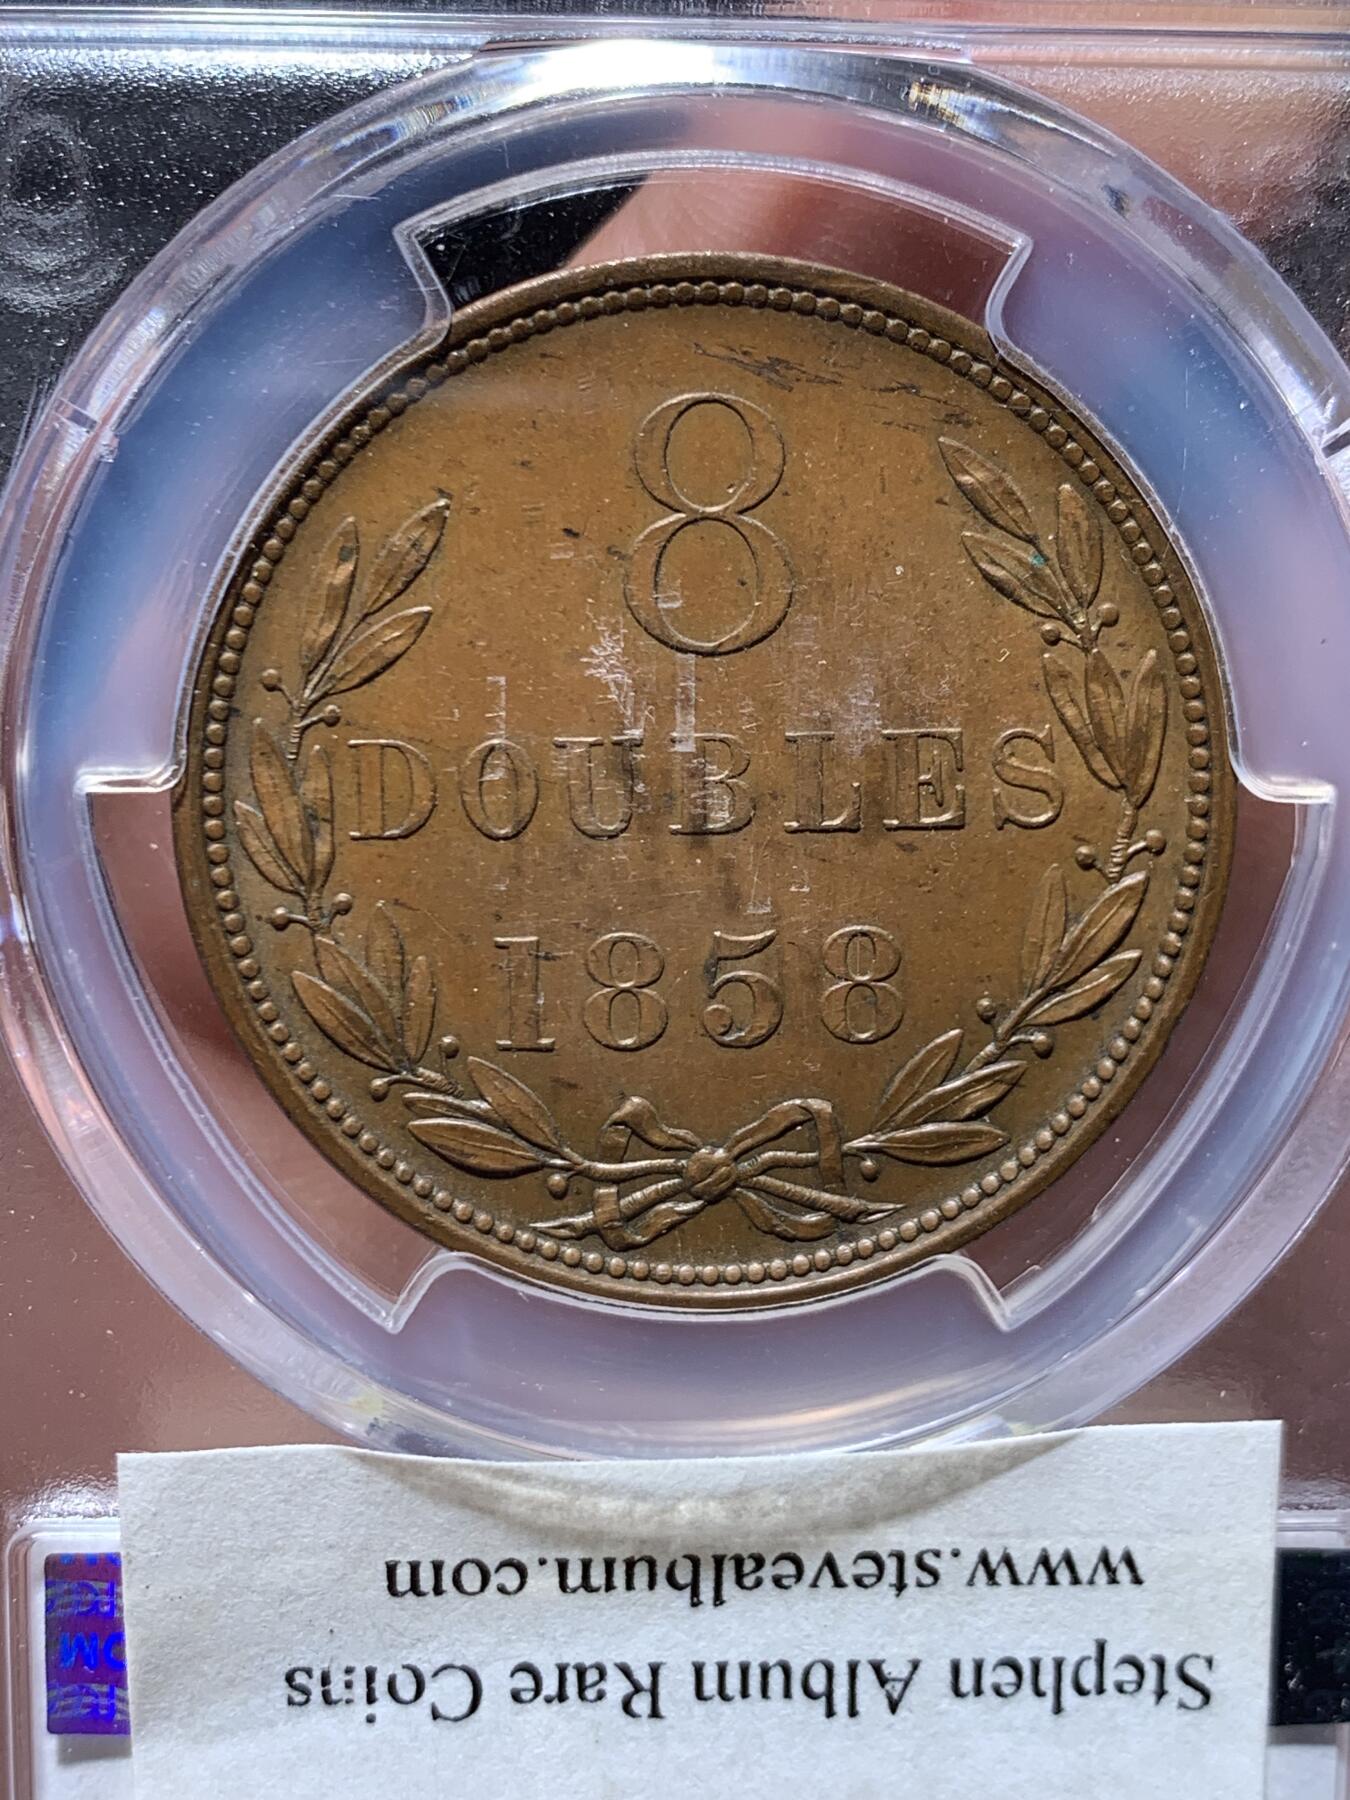 8
DOUBLES
1858
Stephen Album Rare Coins
www.stevealbum.com